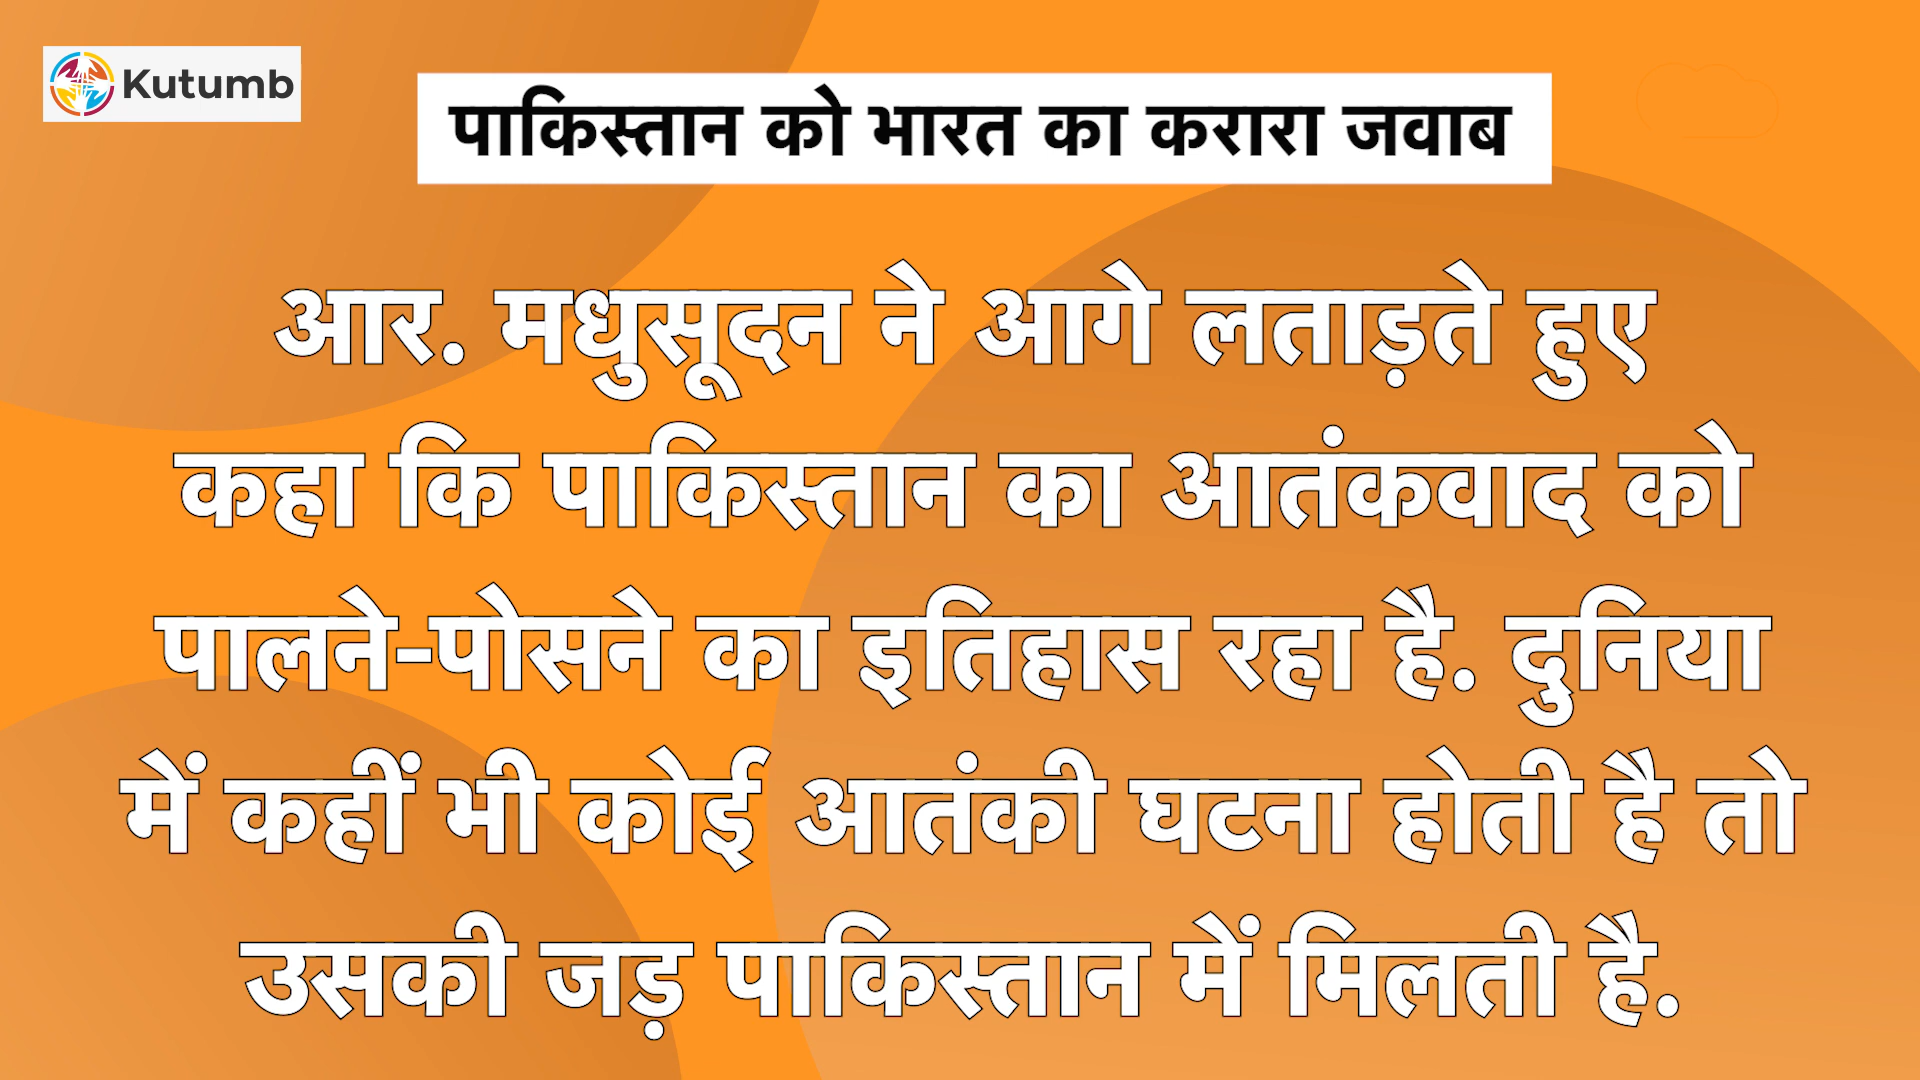 Kutumb
पाकिस्तान को भारत का करारा जवाब
आर. मधुसूदन ने आगे लताड़ते हुए
कहा कि पाकिस्तान का आतंकवाद को
पालने-पोसने का इतिहास रहा है. दुनिया
में कहीं भी कोई आतंकी घटना होती है तो
उसकी जड़ पाकिस्तान में मिलती है.